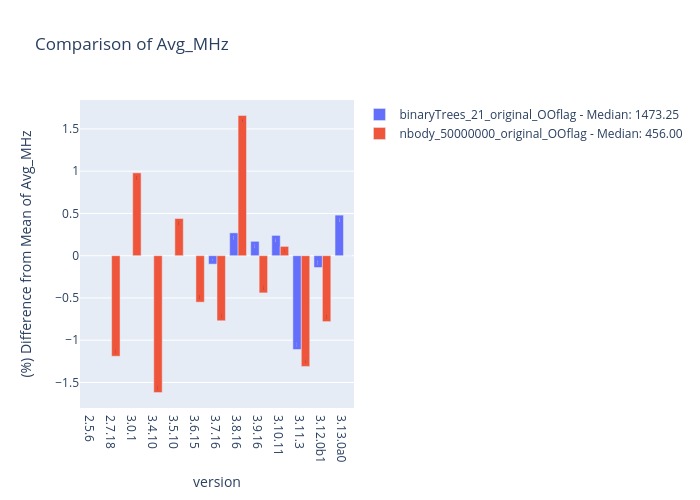 Comparison of Avg_MHz
binaryTrees_21_original_OOflag - Median: 1473.25
nbody_50000000_original_OOflag - Median: 456.00
(%) Difference from Mean of Avg_MHz
1.5
1
0.5
0
−0.5
−1
−1.5
2.5.6
2.7.18
3.0.1
3.4.10
3.5.10
3.6.15
3.7.16
3.8.16
3.9.16
3.10.11
3.11.3
3.12.0b1
3.13.0a0
version